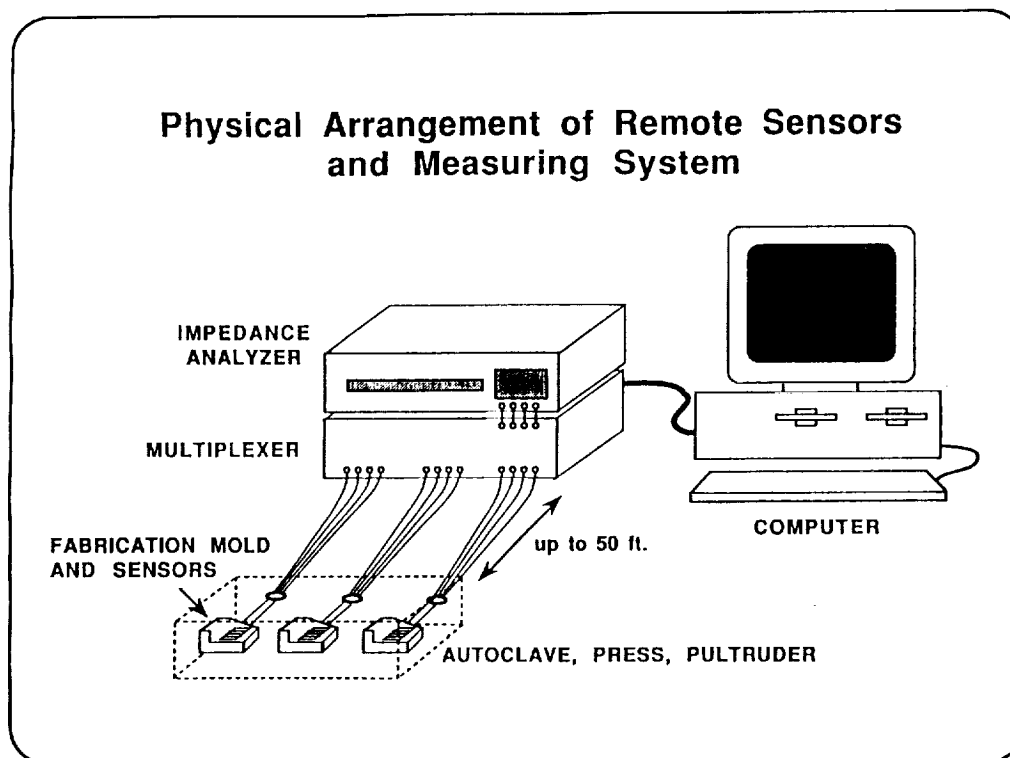 Physical Arrangement of Remote Sensors
and Measuring System
IMPEDANCE
ANALYZER
MULTIPLEXER
COMPUTER
up to 50 ft.
FABRICATION MOLD
AND SENSORS
AUTOCLAVE, PRESS, PULTRUDER